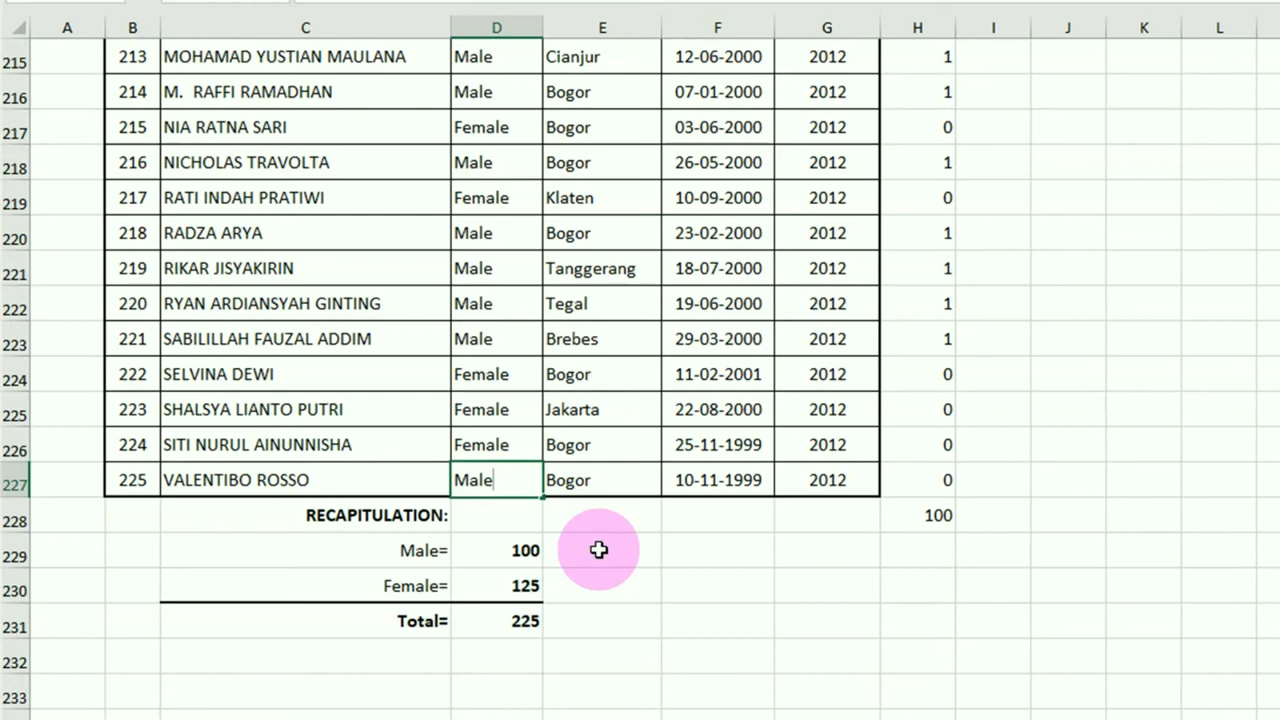 A B C D E F G H I J K L
215 213 MOHAMAD YUSTIAN MAULANA Male Cianjur 12-06-2000 2012 1
216 214 M.  RAFFI RAMADHAN Male Bogor 07-01-2000 2012 1
217 215 NIA RATNA SARI Female Bogor 03-06-2000 2012 0
218 216 NICHOLAS TRAVOLTA Male Bogor 26-05-2000 2012 1
219 217 RATI INDAH PRATIWI Female Klaten 10-09-2000 2012 0
220 218 RADZA ARYA Male Bogor 23-02-2000 2012 1
221 219 RIKAR JISYAKIRIN Male Tanggerang 18-07-2000 2012 1
222 220 RYAN ARDIANSYAH GINTING Male Tegal 19-06-2000 2012 1
223 221 SABILILLAH FAUZAL ADDIM Male Brebes 29-03-2000 2012 1
224 222 SELVINA DEWI Female Bogor 11-02-2001 2012 0
225 223 SHALSYA LIANTO PUTRI Female Jakarta 22-08-2000 2012 0
226 224 SITI NURUL AINUNNISHA Female Bogor 25-11-1999 2012 0
227 225 VALENTIBO ROSSO Male Bogor 10-11-1999 2012 0
228 RECAPITULATION: 100
229 Male= 100
230 Female= 125
231 Total= 225
232
233